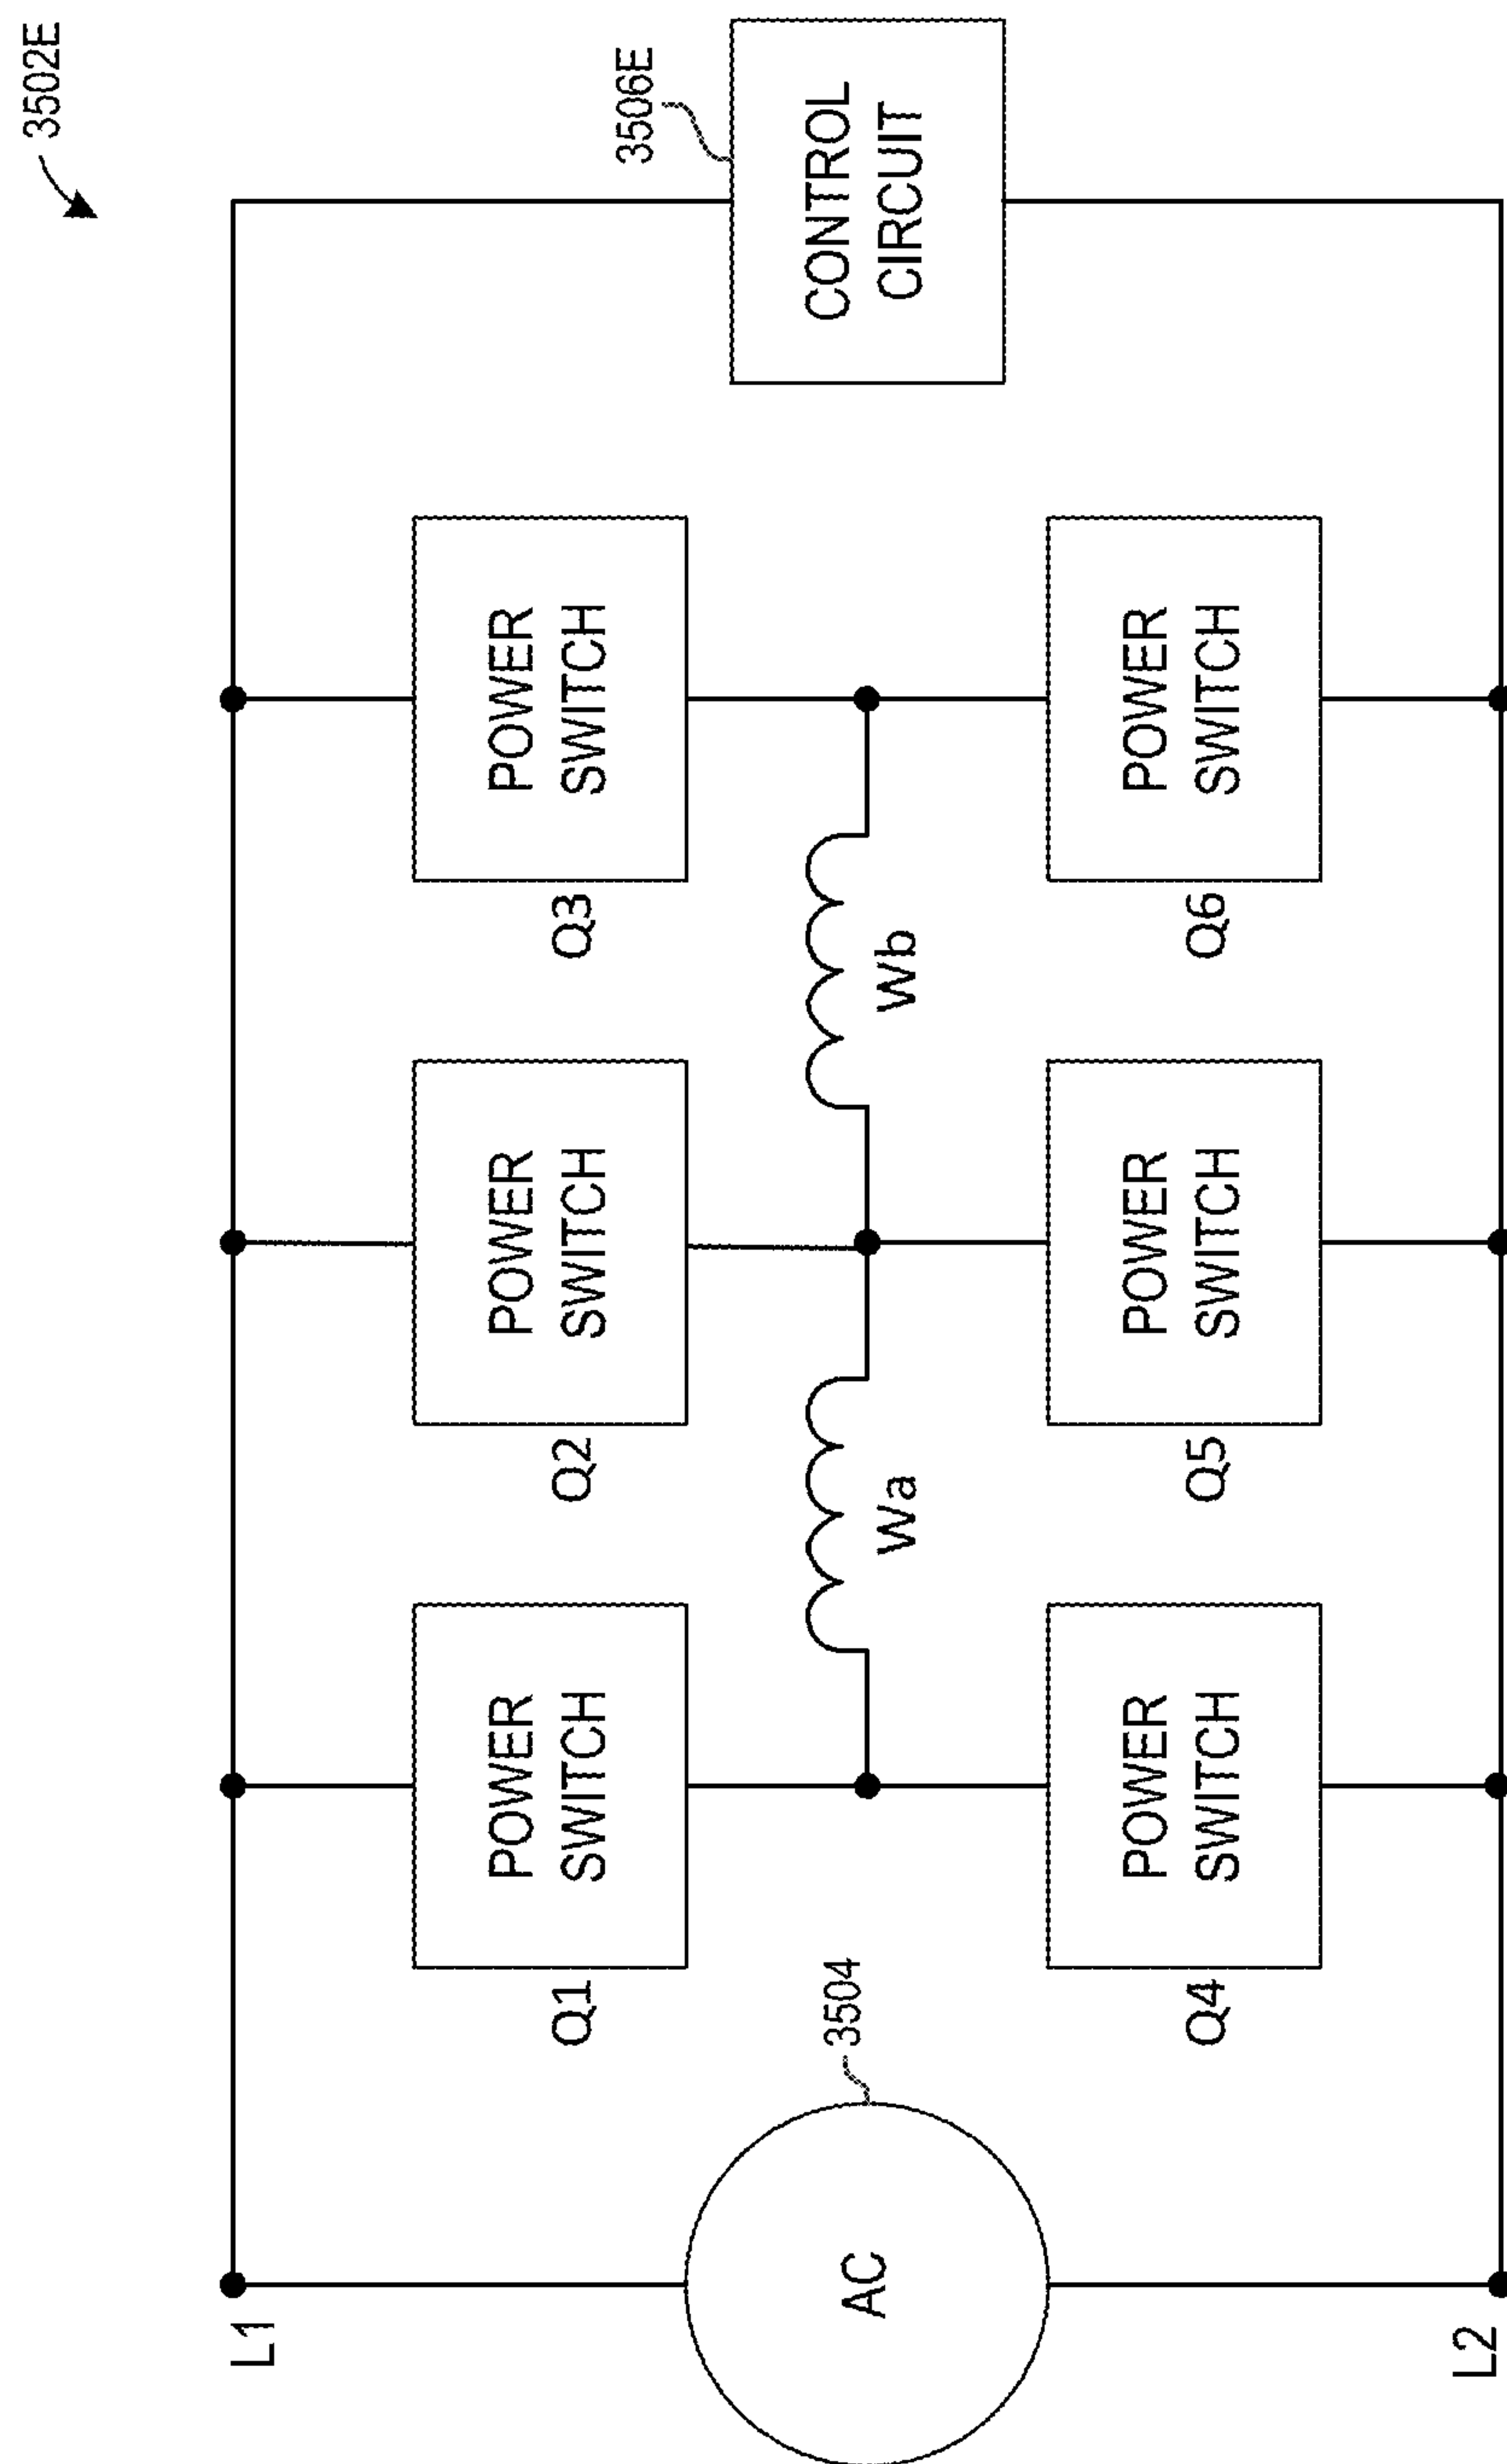 3502E
L1
Q1
POWER
SWITCH
Q2
POWER
SWITCH
Q3
POWER
SWITCH
3506E
CONTROL
CIRCUIT
AC
3504
Wa
Wb
Q4
POWER
SWITCH
Q5
POWER
SWITCH
Q6
POWER
SWITCH
L2